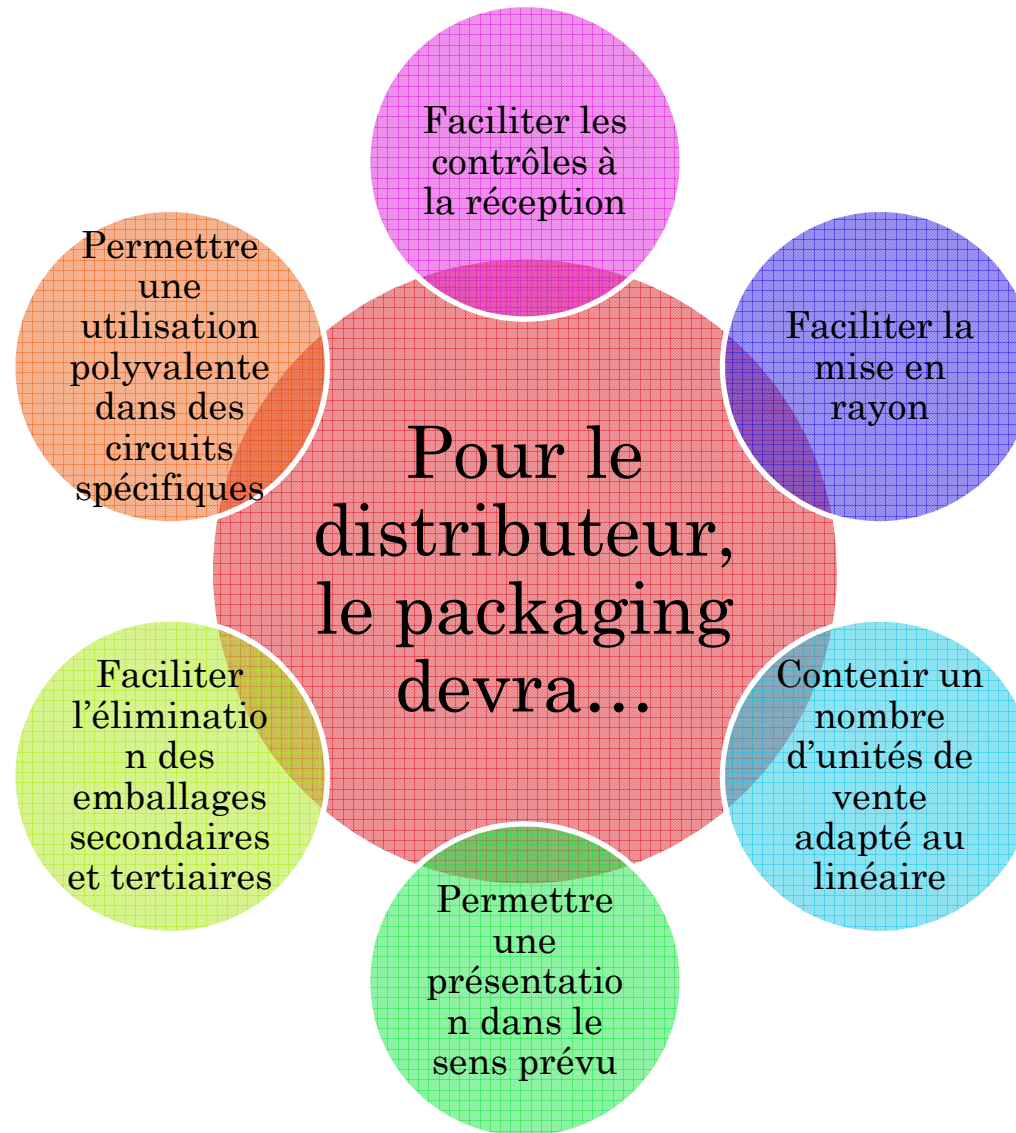 Faciliter les
contrôles à
la réception
Permettre
une
utilisation
polyvalente
dans des
circuits
spécifiques
Faciliter la
mise en
rayon
Pour le
distributeur,
le packaging
devra…
Faciliter
l’éliminatio
n des
emballages
secondaires
et tertiaires
Contenir un
nombre
d’unités de
vente
adapté au
linéaire
Permettre
une
présentatio
n dans le
sens prévu